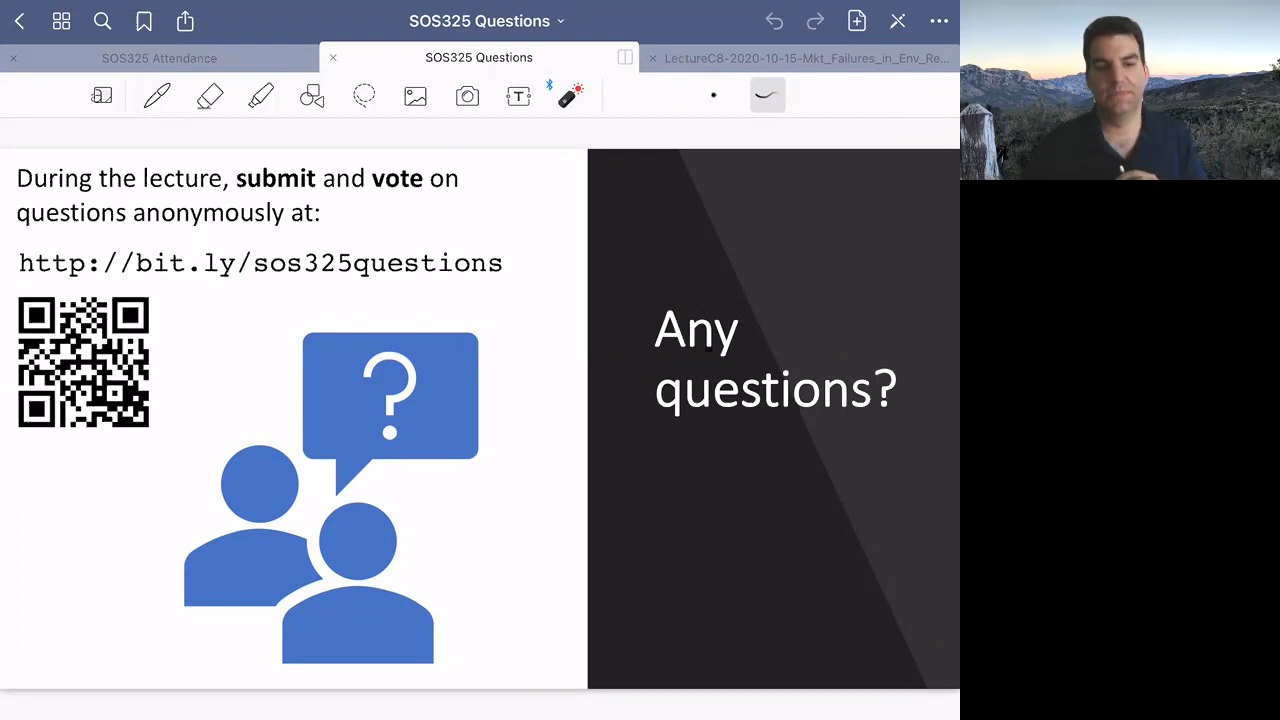 SOS325 Questions
SOS325 Attendance
SOS325 Questions
LectureC8-2020-10-15-Mkt_Failures_in_Env_Re...
T
During the lecture, submit and vote on
questions anonymously at:
http://bit.ly/sos325questions
?
Any
questions?